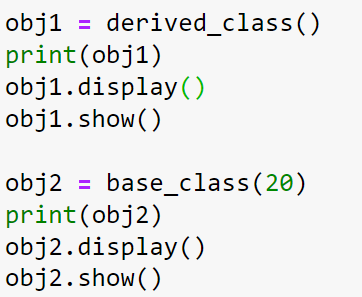 obj1 = derived_class()
print(obj1)
obj1.display()
obj1.show()

obj2 = base_class(20)
print(obj2)
obj2.display()
obj2.show()